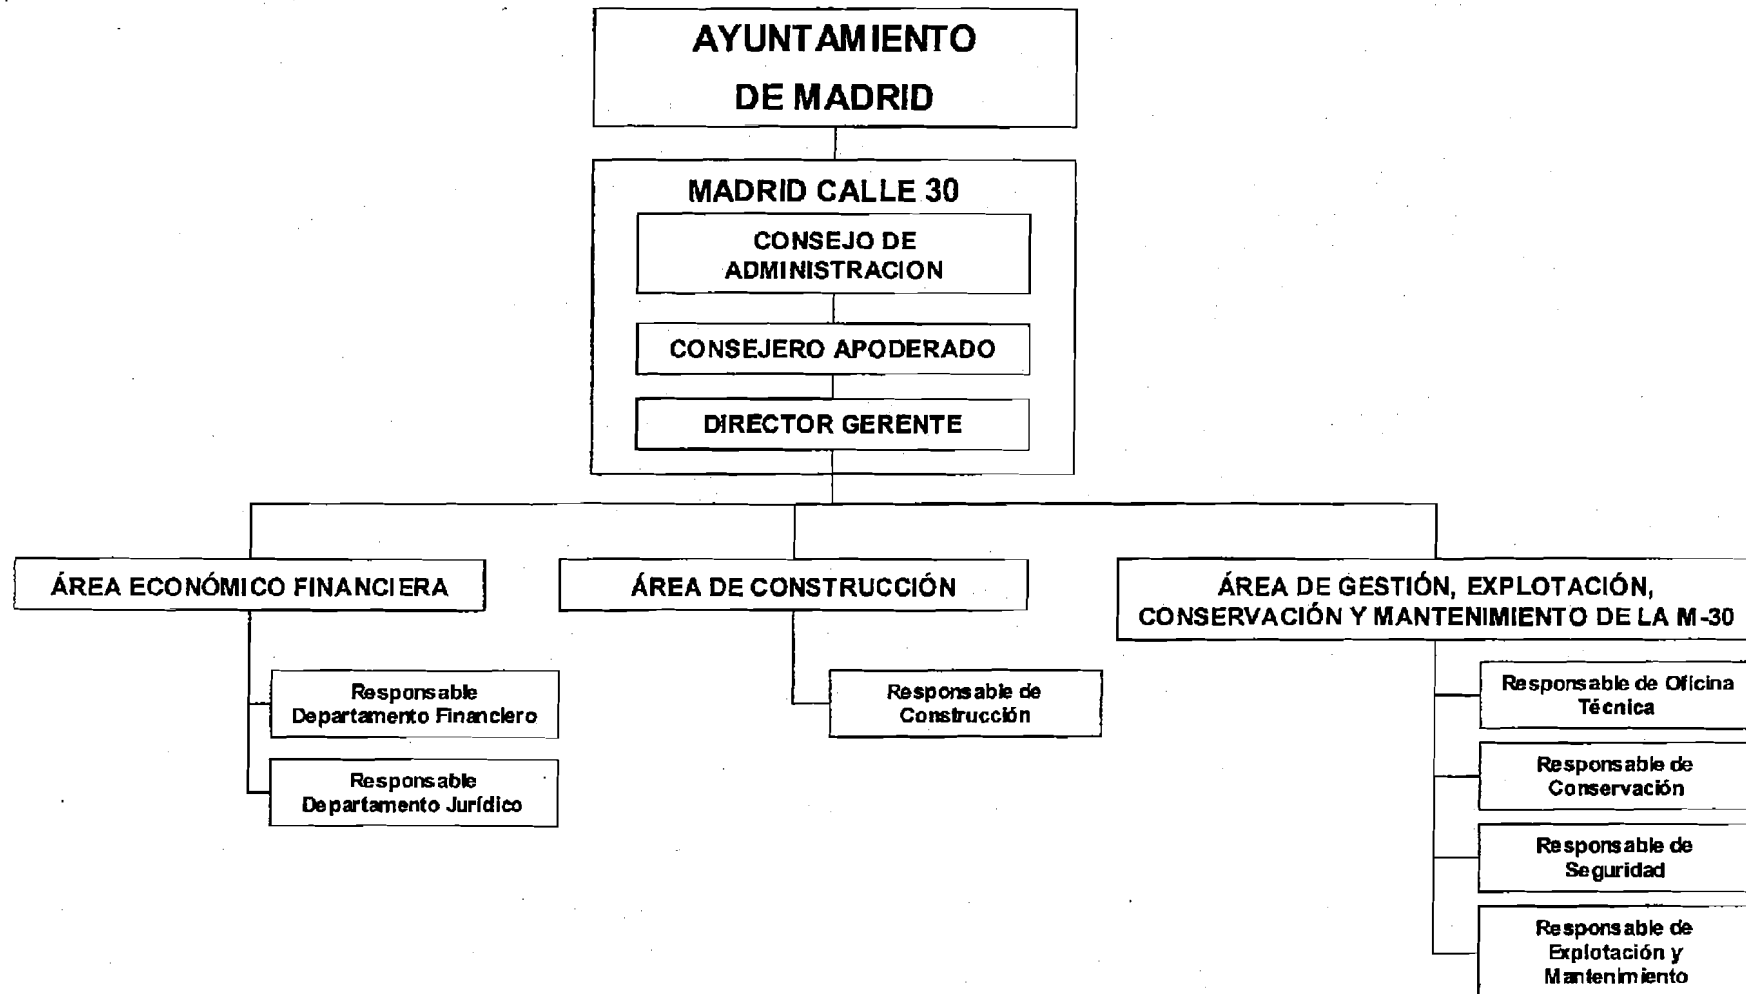 AYUNTAMIENTO
DE MADRID
MADRID CALLE 30
CONSEJO DE
ADMINISTRACION
CONSEJERO APODERADO
DIRECTOR GERENTE
ÁREA ECONÓMICO FINANCIERA
Responsable
Departamento Financiero
Responsable
Departamento Jurídico
ÁREA DE CONSTRUCCIÓN
Responsable de
Construcción
ÁREA DE GESTIÓN, EXPLOTACIÓN,
CONSERVACIÓN Y MANTENIMIENTO DE LA M-30
Responsable de Oficina
Técnica
Responsable de
Conservación
Responsable de
Seguridad
Responsable de
Explotación y
Mantenimiento